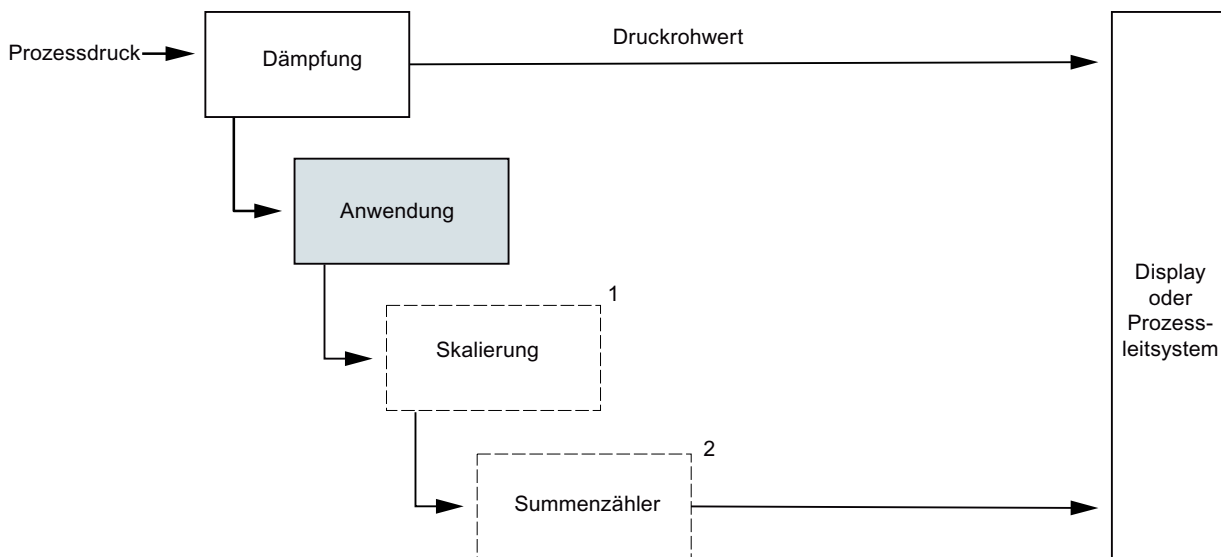 Prozessdruck
Dämpfung
Druckrohwert
Anwendung
1
Skalierung
2
Summenzähler
Display
oder
Prozess-
leitsystem